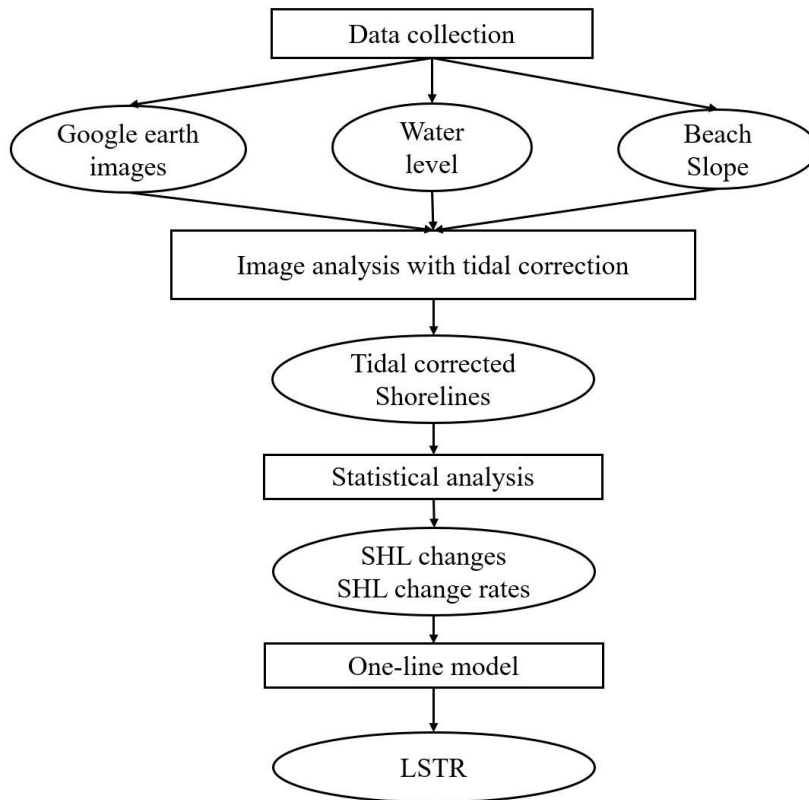 Data collection
Google earth
images
Water
level
Beach
Slope
Image analysis with tidal correction
Tidal corrected
Shorelines
Statistical analysis
SHL changes
SHL change rates
One-line model
LSTR